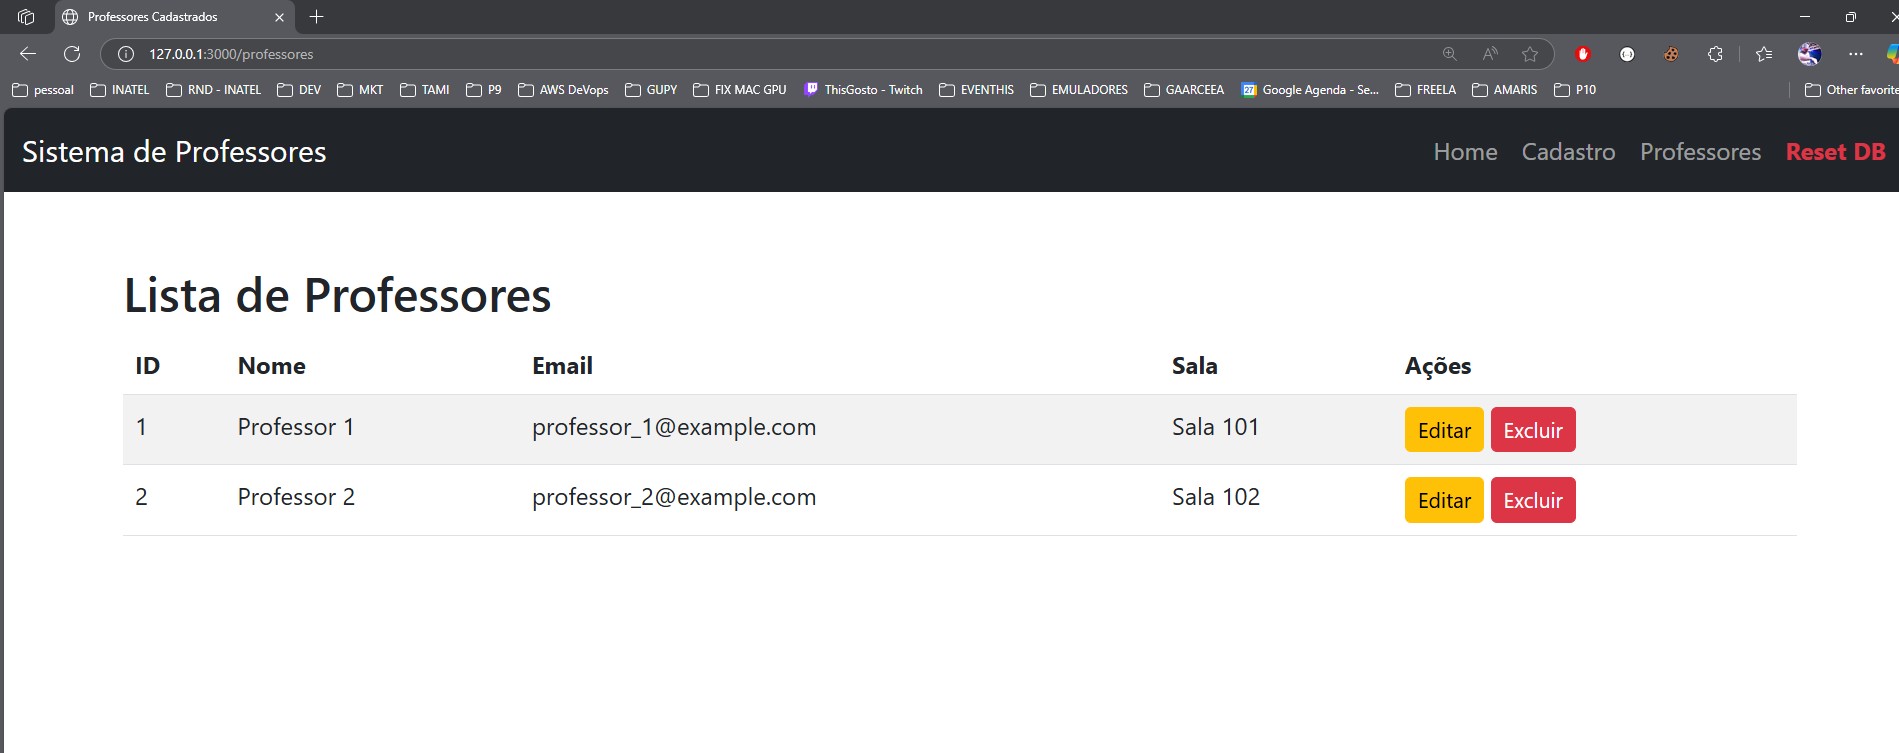 Professores Cadastrados
127.0.0.1:3000/professores
pessoal INATEL RND - INATEL DEV MKT TAMI P9 AWS DeVops GUPY FIX MAC GPU ThisGosto - Twitch EVENTHIS EMULADORES GAARCEEA 27 Google Agenda - Se... FREELA AMARIS P10 Other favorite
Sistema de Professores Home Cadastro Professores Reset DB
Lista de Professores
ID Nome Email Sala Ações
1 Professor 1 professor_1@example.com Sala 101 Editar Excluir
2 Professor 2 professor_2@example.com Sala 102 Editar Excluir